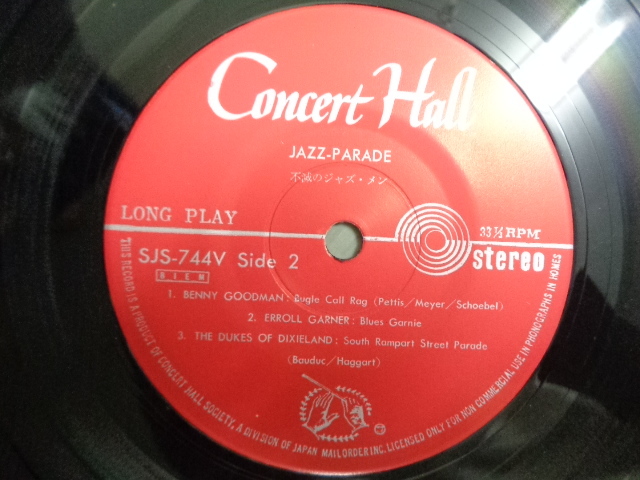 Concert Hall
JAZZ-PARADE
不滅のジャズ・メン
LONG PLAY
33⅓ RPM
SJS-744V Side 2
stereo
BIEM
1. BENNY GOODMAN: Bugle Call Rag (Pettis/Meyer/Schoebel)
2. ERROLL GARNER: Blues Garnie
3. THE DUKES OF DIXIELAND: South Rampart Street Parade
(Bauduc/Haggart)
THIS RECORD IS A PRODUCT OF CONCERT HALL SOCIETY, A DIVISION OF JAPAN MAIL ORDER INC. LICENSED ONLY FOR NON COMMERCIAL USE IN PHONOGRAPHS IN HOMES